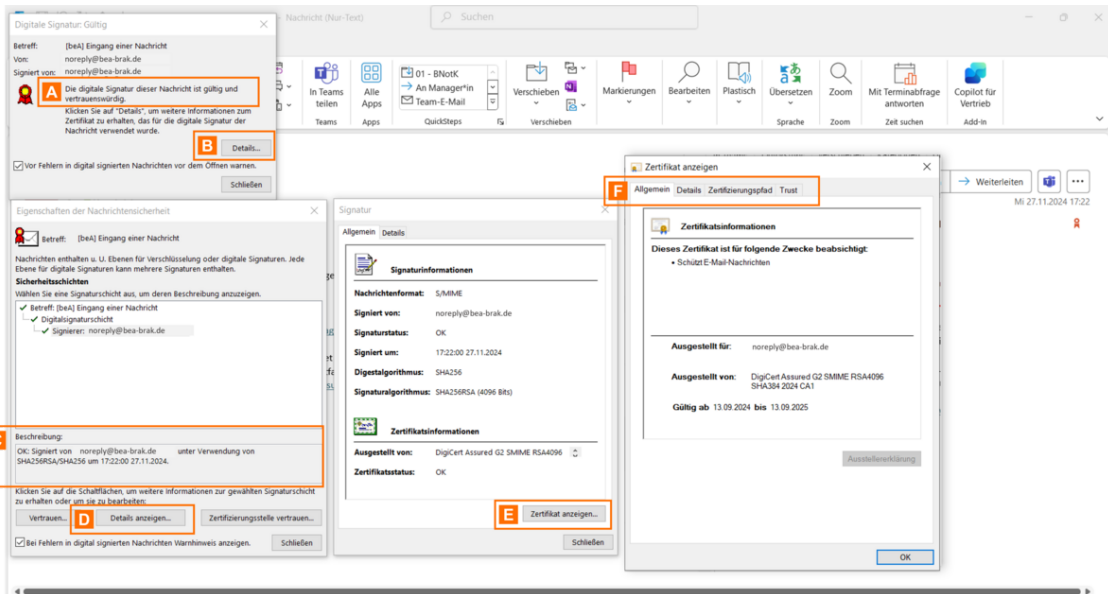 Digitale Signatur: Gültig
- Nachricht (Nur-Text)
Suchen
Betreff: [beA] Eingang einer Nachricht
Von: noreply@bea-brak.de
Signiert von: noreply@bea-brak.de
A
Die digitale Signatur dieser Nachricht ist gültig und
vertrauenswürdig.
Klicken Sie auf "Details", um weitere Informationen zum
Zertifikat zu erhalten, das für die digitale Signatur der
Nachricht verwendet wurde.
B
Details...
Vor Fehlern in digital signierten Nachrichten vor dem Öffnen warnen.
Schließen
In Teams
teilen
Teams
Alle
Apps
Apps
01 - BNotK
An Manager*in
Team-E-Mail
QuickSteps
Verschieben
Verschieben
Markierungen
Bearbeiten
Plastisch
Übersetzen
Sprache
Zoom
Zoom
Mit Terminabfrage
antworten
Zeit suchen
Copilot für
Vertrieb
Add-In
Weiterleiten
Mi 27.11.2024 17:22
Eigenschaften der Nachrichtensicherheit
Betreff: [beA] Eingang einer Nachricht
Nachrichten enthalten u. U. Ebenen für Verschlüsselung oder digitale Signaturen. Jede
Ebene für digitale Signaturen kann mehrere Signaturen enthalten.
Sicherheitsschichten
Wählen Sie eine Signaturschicht aus, um deren Beschreibung anzuzeigen.
Betreff: [beA] Eingang einer Nachricht
Digitalsignaturschicht
Signierer: noreply@bea-brak.de
Beschreibung:
OK: Signiert von noreply@bea-brak.de unter Verwendung von
SHA256RSA/SHA256 um 17:22:00 27.11.2024.
Klicken Sie auf die Schaltflächen, um weitere Informationen zur gewählten Signaturschicht
zu erhalten oder um sie zu bearbeiten:
Vertrauen...
D
Details anzeigen...
Zertifizierungsstelle vertrauen...
Bei Fehlern in digital signierten Nachrichten Warnhinweis anzeigen.
Schließen
Signatur
Allgemein Details
Signaturinformationen
Nachrichtenformat: S/MIME
Signiert von: noreply@bea-brak.de
Signaturstatus: OK
Signiert um: 17:22:00 27.11.2024
Digestalgorithmus: SHA256
Signaturalgorithmus: SHA256RSA (4096 Bits)
Zertifikatsinformationen
Ausgestellt von: DigiCert Assured G2 SMIME RSA4096
Zertifikatsstatus: OK
E
Zertifikat anzeigen...
Schließen
Zertifikat anzeigen
F
Allgemein Details Zertifizierungspfad Trust
Zertifikatsinformationen
Dieses Zertifikat ist für folgende Zwecke beabsichtigt:
• Schützt E-Mail-Nachrichten
Ausgestellt für: noreply@bea-brak.de
Ausgestellt von: DigiCert Assured G2 SMIME RSA4096
SHA384 2024 CA1
Gültig ab 13.09.2024 bis 13.09.2025
Ausstellererklärung
OK